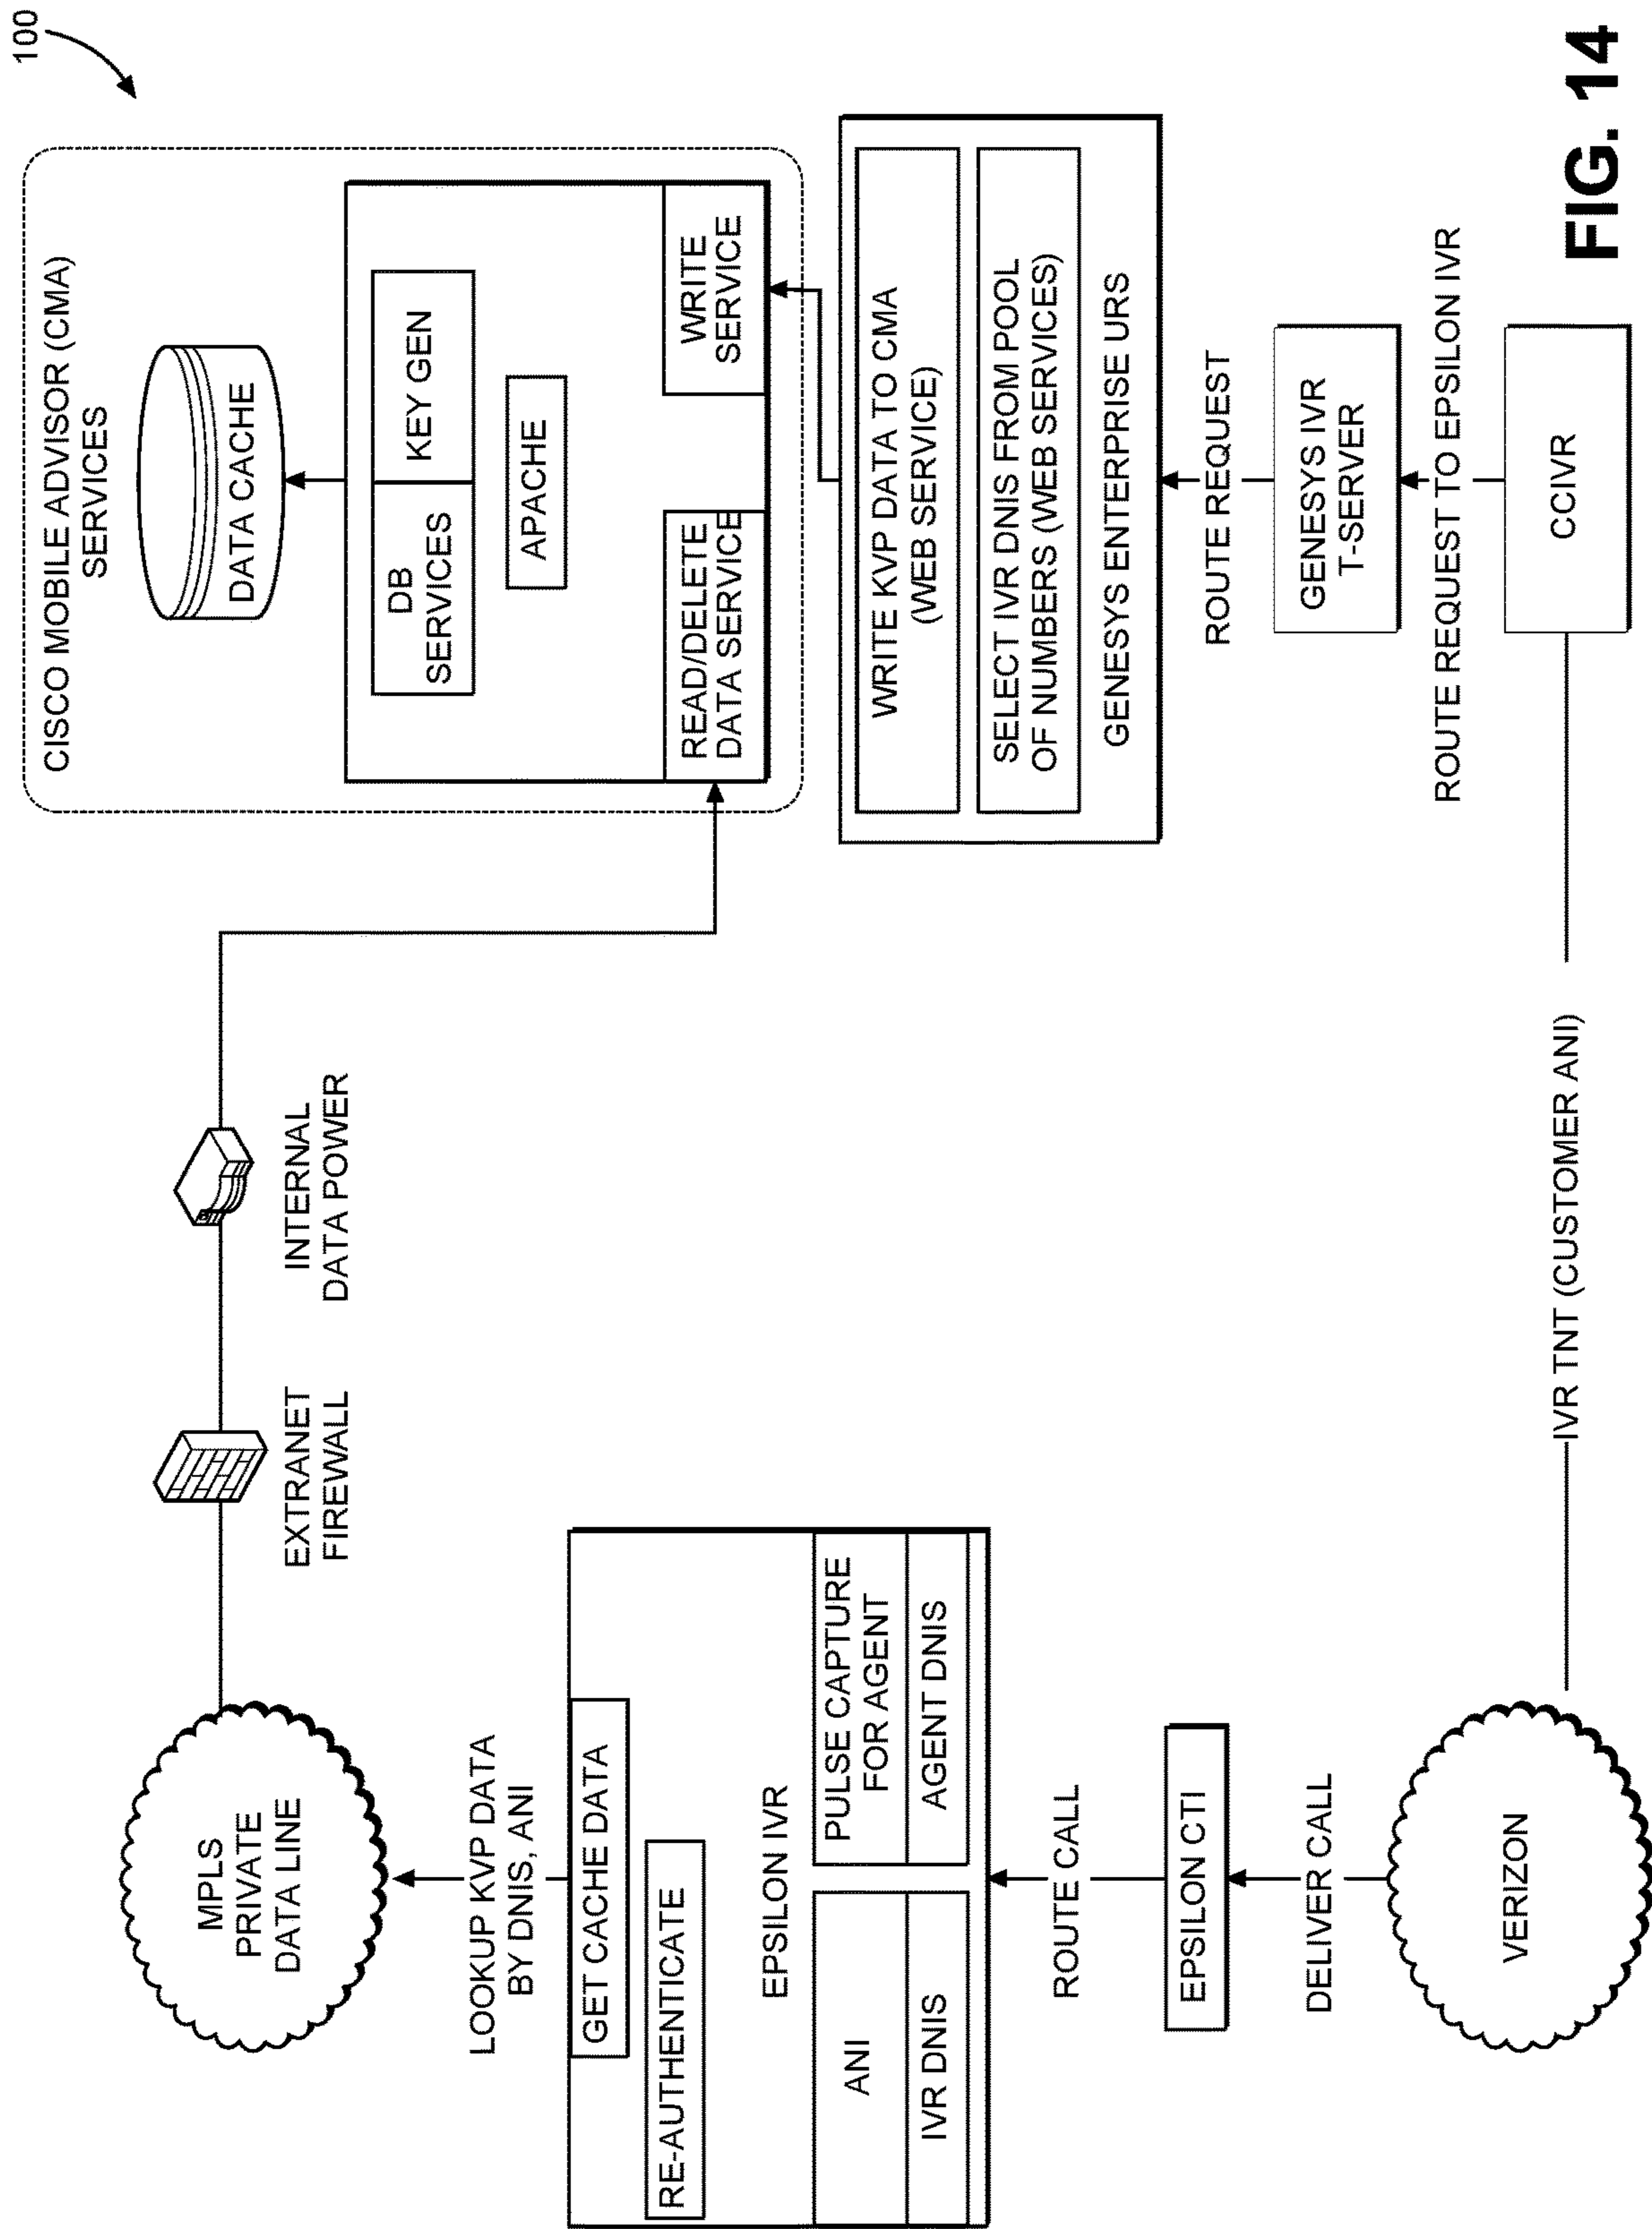 100
CISCO MOBILE ADVISOR (CMA)
SERVICES
DATA CACHE
DB
SERVICES
KEY GEN
APACHE
READ/DELETE
DATA SERVICE
WRITE
SERVICE
WRITE KVP DATA TO CMA
(WEB SERVICE)
SELECT IVR DNIS FROM POOL
OF NUMBERS (WEB SERVICES)
GENESYS ENTERPRISE URS
ROUTE REQUEST
GENESYS IVR
T-SERVER
ROUTE REQUEST TO EPSILON IVR
CCIVR
MPLS
PRIVATE
DATA LINE
EXTRANET
FIREWALL
INTERNAL
DATA POWER
LOOKUP KVP DATA
BY DNIS, ANI
GET CACHE DATA
RE-AUTHENTICATE
EPSILON IVR
ANI
IVR DNIS
PULSE CAPTURE
FOR AGENT
AGENT DNIS
ROUTE CALL
EPSILON CTI
DELIVER CALL
VERIZON
IVR TNT (CUSTOMER ANI)
FIG. 14